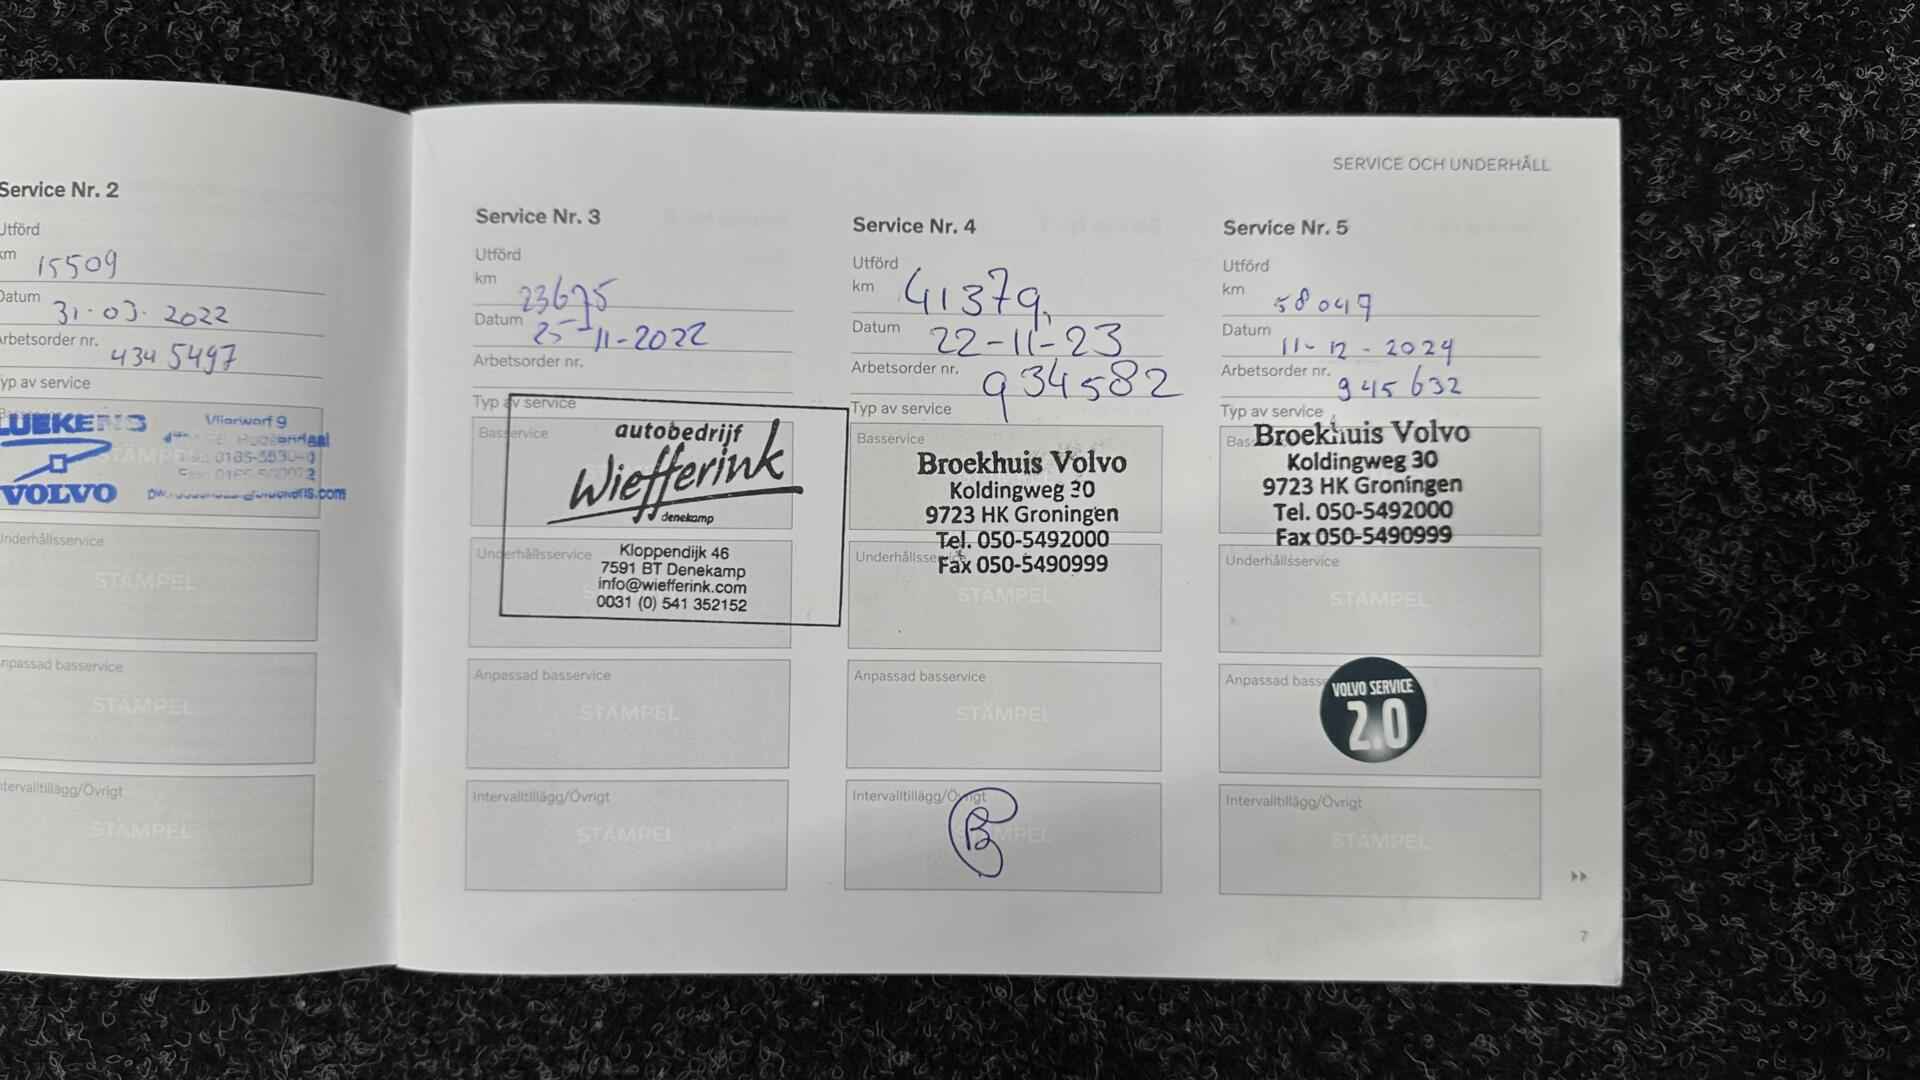 SERVICE OCH UNDERHÅLL
Service Nr. 2
Utförd
km 15509
Datum 31-03-2022
Arbetsorder nr. 4345497
Typ av service
LUEKENS
Vliarwarf 9
VOLVO
Underhållsservice
STÄMPEL
Anpassad basservice
STÄMPEL
Intervalltillägg/Övrigt
STÄMPEL
Service Nr. 3
Utförd
km 23675
Datum 25-11-2022
Arbetsorder nr.
Typ av service
Basservice
autobedrijf
Wiefferink
denekamp
Underhållsservice
Kloppendijk 46
7591 BT Denekamp
info@wiefferink.com
0031 (0) 541 352152
Anpassad basservice
STÄMPEL
Intervalltillägg/Övrigt
STÄMPEL
Service Nr. 4
Utförd
km 41379,
Datum 22-11-23
Arbetsorder nr. 934582
Typ av service
Basservice
Broekhuis Volvo
Koldingweg 30
9723 HK Groningen
Tel. 050-5492000
Underhållsservice
Fax 050-5490999
STÄMPEL
Anpassad basservice
STÄMPEL
Intervalltillägg/Övrigt
STÄMPEL
B
Service Nr. 5
Utförd
km 58049
Datum 11-12-2024
Arbetsorder nr. 945632
Typ av service
Broekhuis Volvo
Koldingweg 30
9723 HK Groningen
Tel. 050-5492000
Fax 050-5490999
Underhållsservice
STÄMPEL
Anpassad basservice
VOLVO SERVICE
2.0
Intervalltillägg/Övrigt
STÄMPEL
7